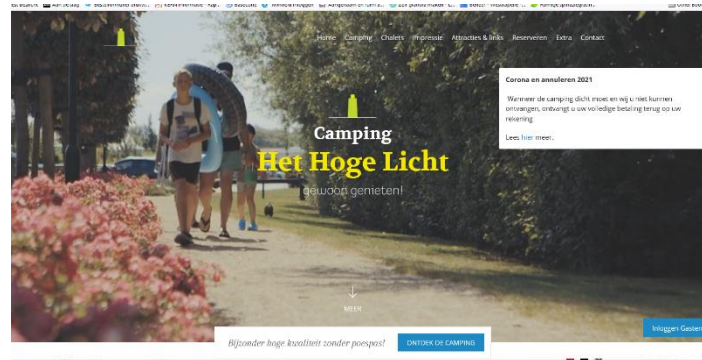 Home Camping Chalets Impressie Attracties & links Reserveren Extra Contact
Corona en annuleren 2021
Wanneer de camping dicht moet en wij u niet kunnen
ontvangen, ontvangt u uw volledige betaling terug op uw
rekening
Lees hier meer.
Camping
Het Hoge Licht
gewoon genieten!
MEER
Bijzonder hoge kwaliteit zonder poespas!
ONTDEK DE CAMPING
Inloggen Gasten